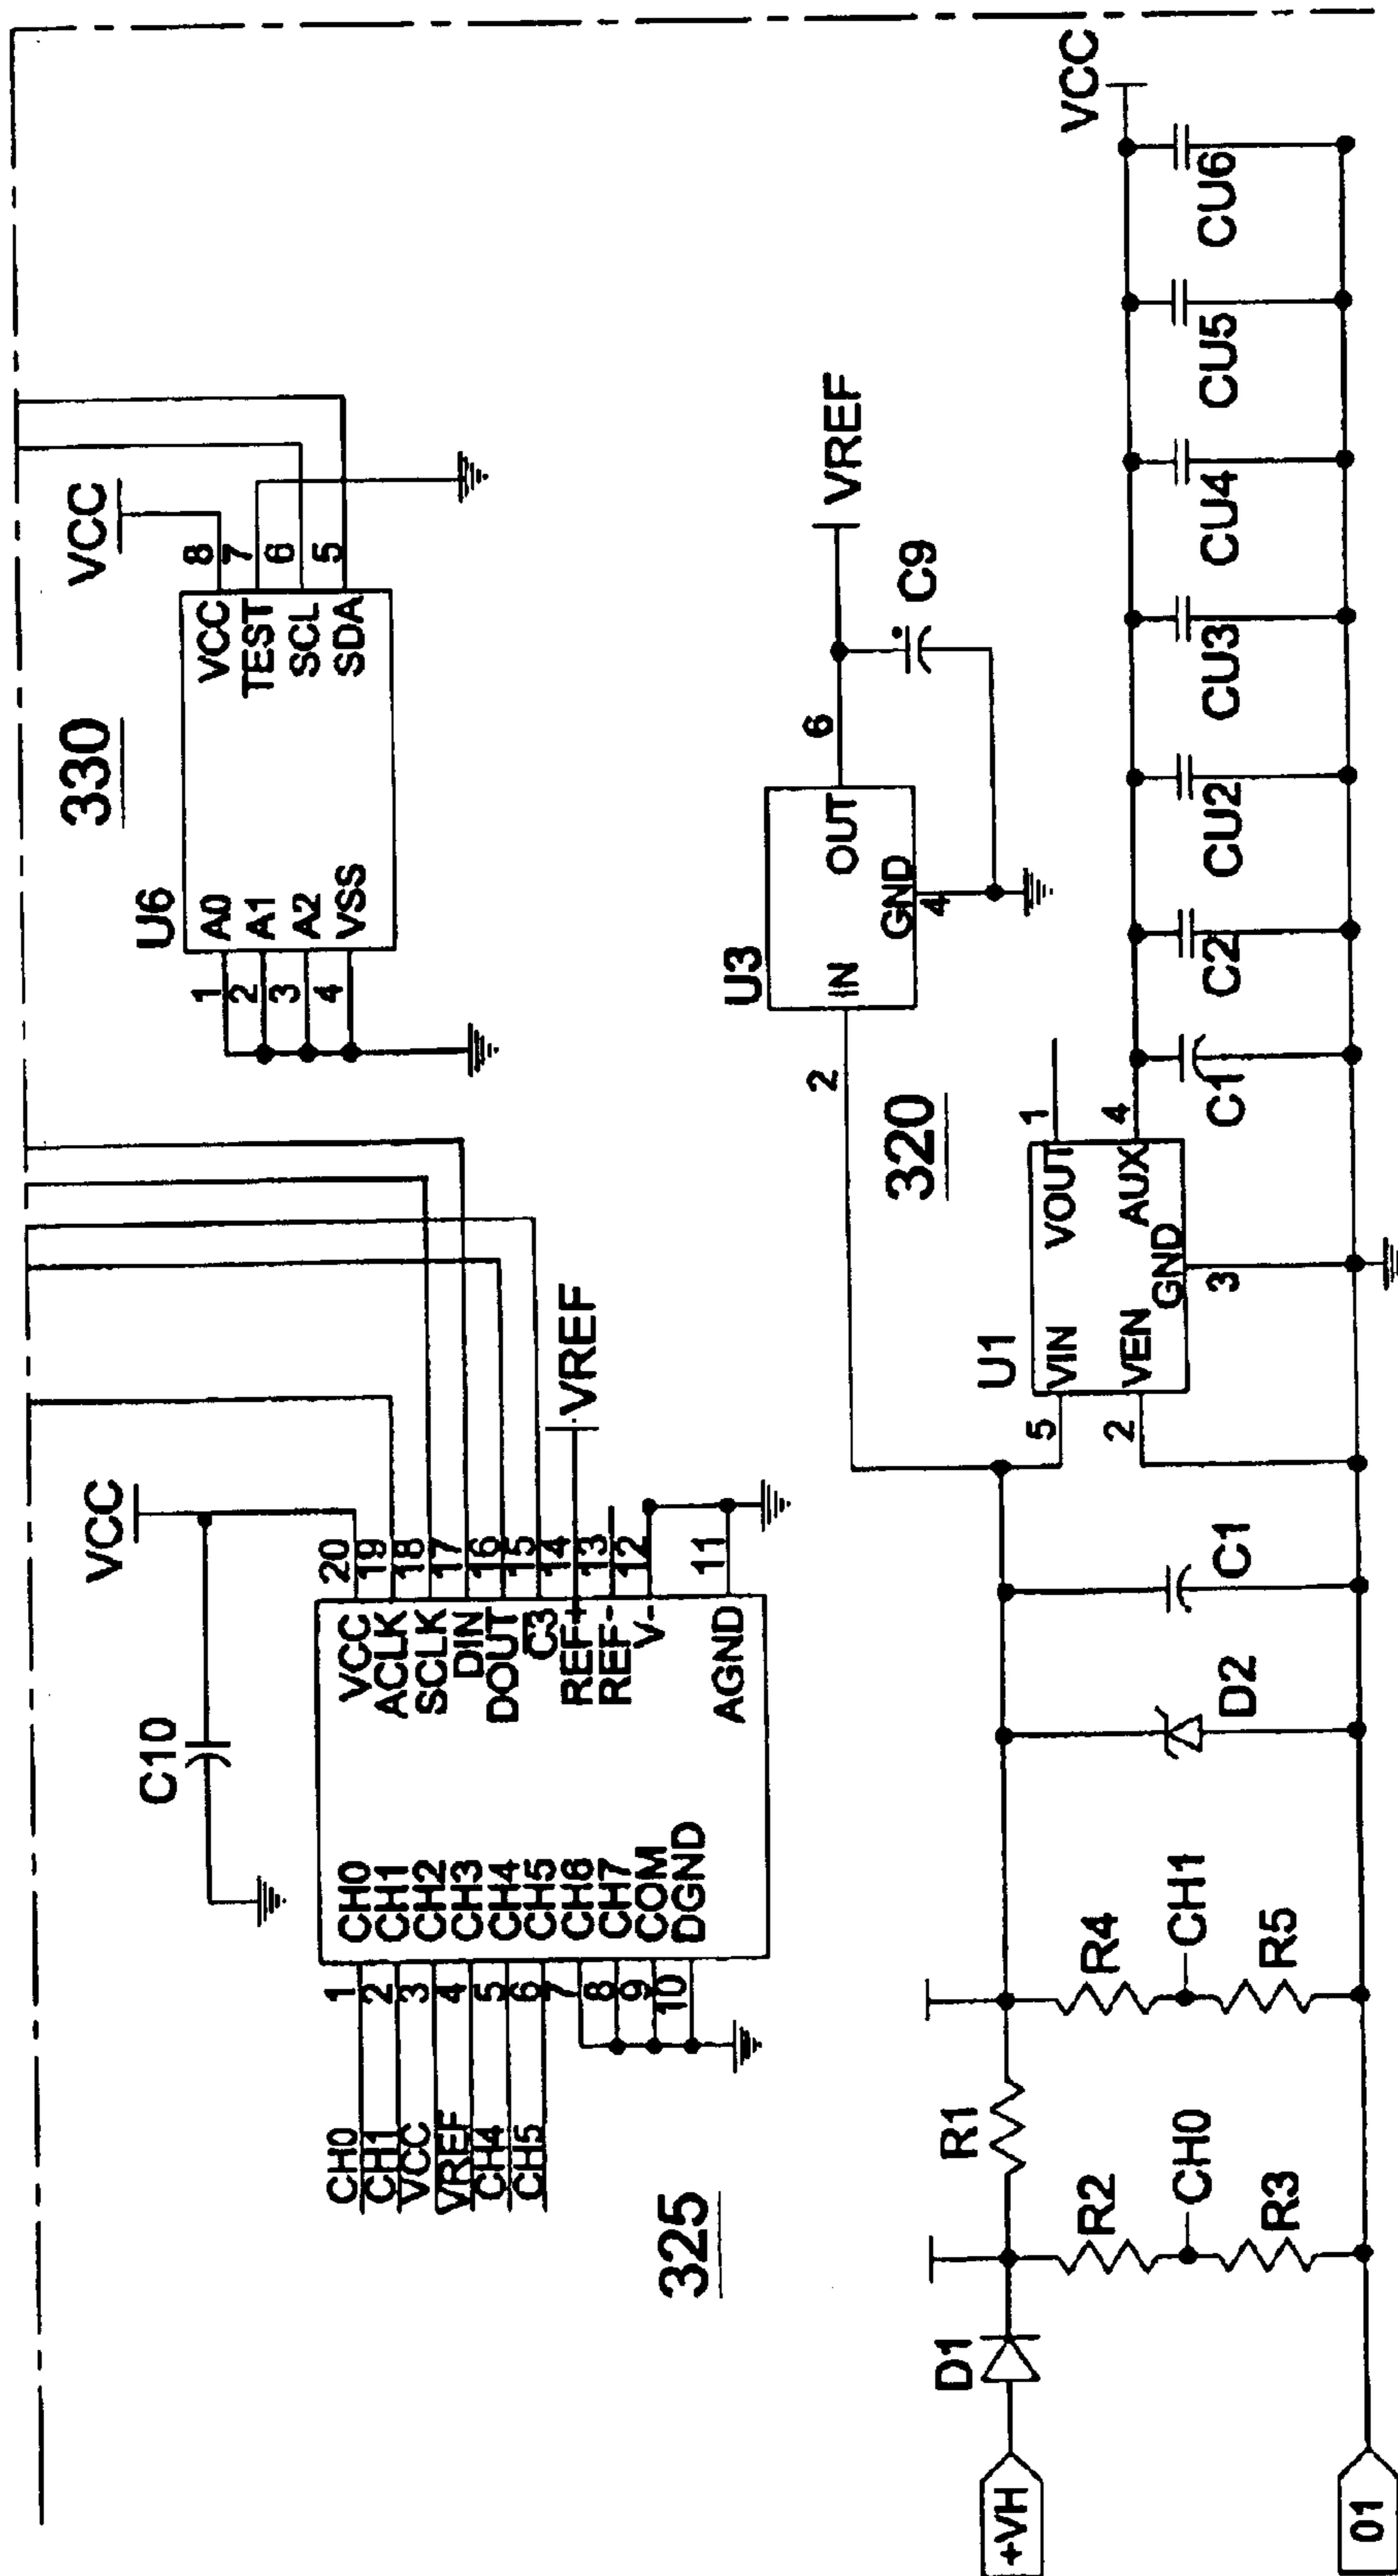 330
VCC
U6
A0
A1
A2
VSS
1
2
3
4
VCC
TEST
SCL
SDA
8
7
6
5
325
C10
VCC
CH0
CH1
VCC
VREF
CH4
CH5
1
2
3
4
5
6
7
8
9
10
CH0
CH1
CH2
CH3
CH4
CH5
CH6
CH7
COM
DGND
VCC
ACLK
SCLK
DIN
DOUT
C3
REF+
REF-
V-
AGND
20
19
18
17
16
15
14
13
12
11
VREF
320
U3
2
IN
OUT
GND
4
6
C9
VREF
+VH
D1
R1
R2
CH0
R3
R4
CH1
R5
D2
C1
U1
5
2
VIN
VEN
VOUT
AUX
GND
1
4
3
C1
C2
CU2
CU3
CU4
CU5
CU6
VCC
01